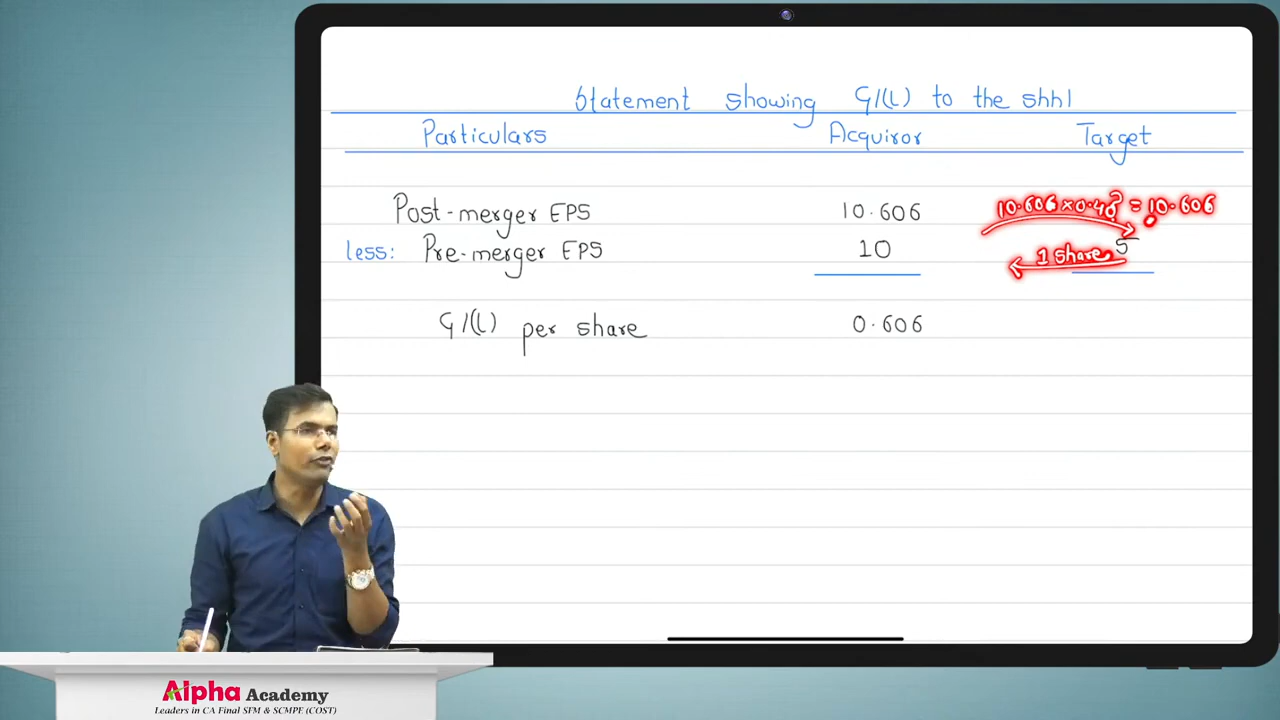 Statement showing G/(L) to the shhl
Particulars Acquiror Target
Post-merger EPS 10.606 10.606 × 0.48 = 10.606
less: Pre-merger EPS 10 1 share 5
G/(L) per share 0.606
Alpha Academy
Leaders in CA Final SFM & SCMPE (COST)